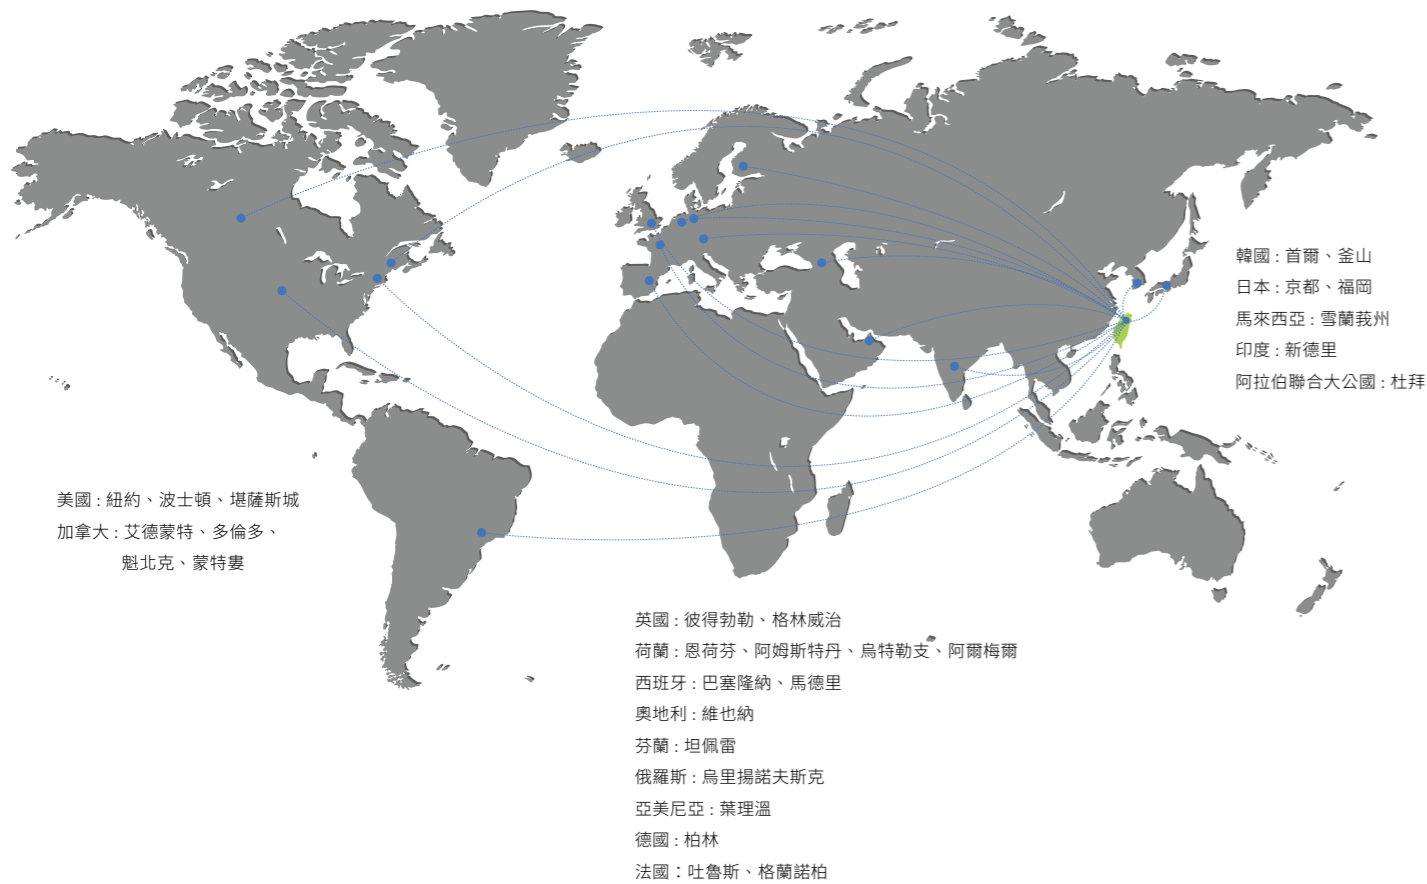 韓國 : 首爾、釜山
日本 : 京都、福岡
馬來西亞 : 雪蘭莪州
印度 : 新德里
阿拉伯聯合大公國 : 杜拜
美國 : 紐約、波士頓、堪薩斯城
加拿大 : 艾德蒙特、多倫多、
魁北克、蒙特婁
英國 : 彼得勃勒、格林威治
荷蘭 : 恩荷芬、阿姆斯特丹、烏特勒支、阿爾梅爾
西班牙 : 巴塞隆納、馬德里
奧地利 : 維也納
芬蘭 : 坦佩雷
俄羅斯 : 烏里揚諾夫斯克
亞美尼亞 : 葉理溫
德國 : 柏林
法國：吐魯斯、格蘭諾柏